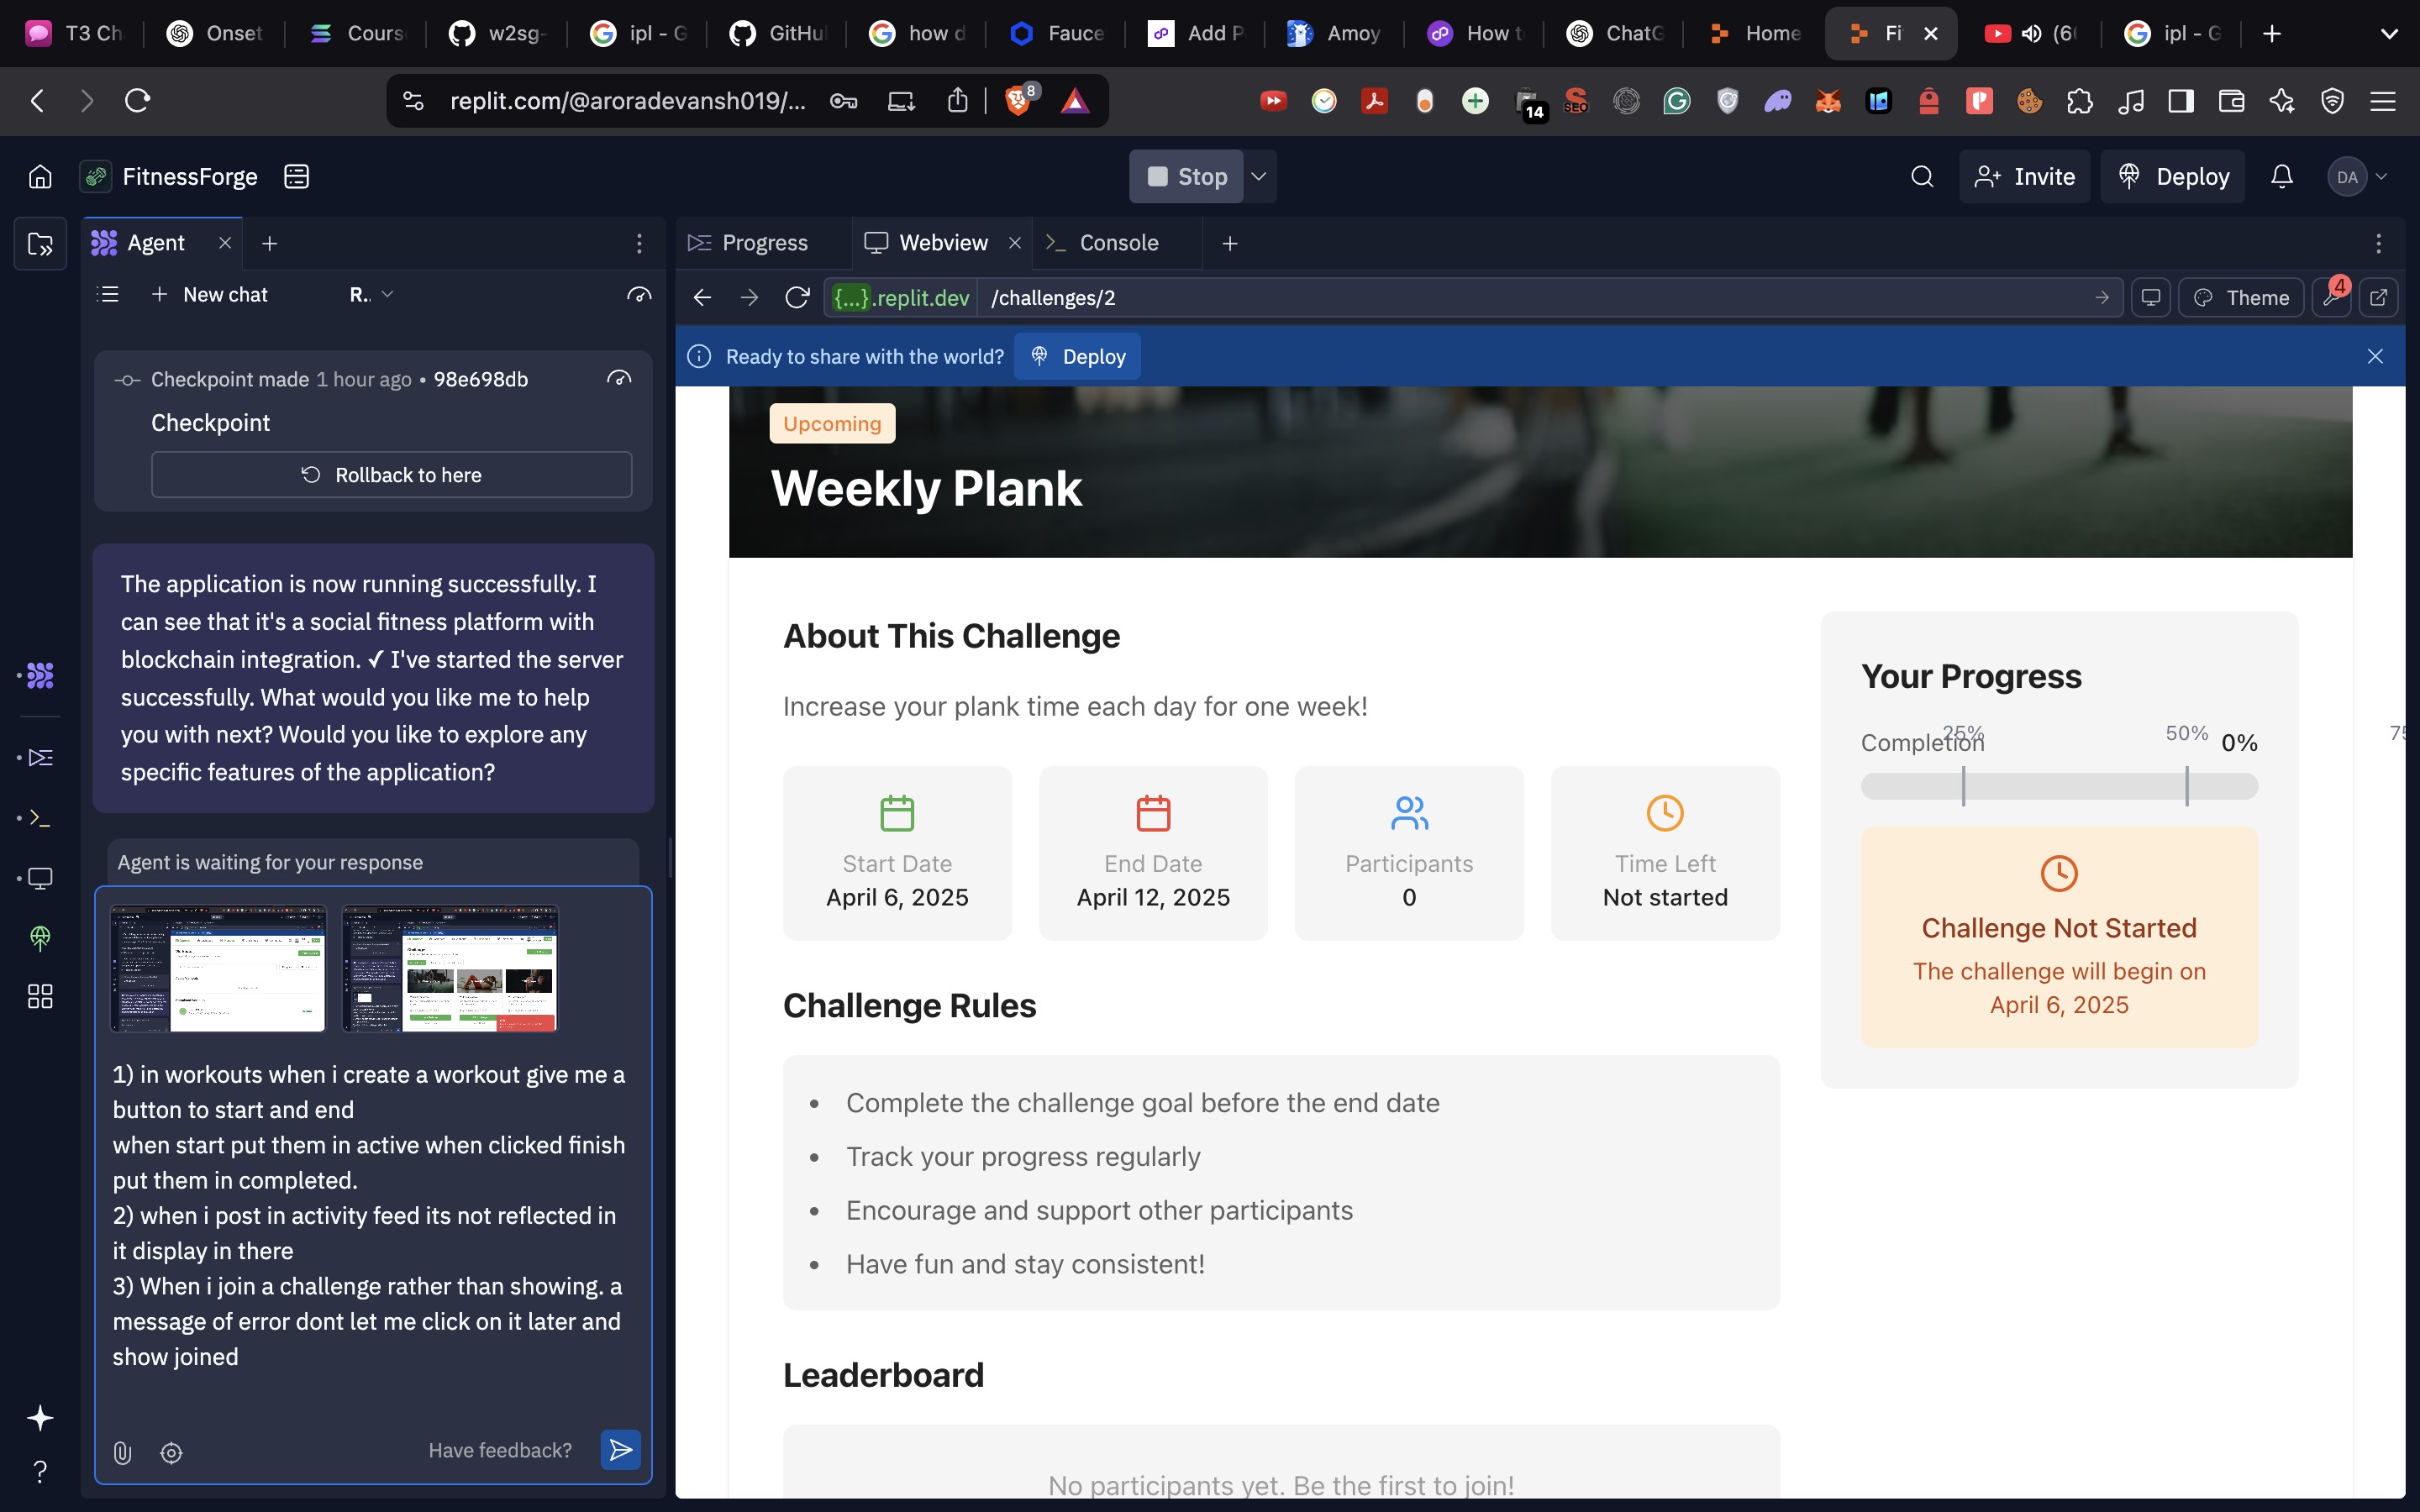 T3 Ch
Onset
Cours
w2sg-
ipl - G
GitHu
how d
Fauce
Add P
Amoy
How t
ChatG
Home
Fi
(6
ipl - G
replit.com/@aroradevansh019/...
8
14
SEO
FitnessForge
Stop
Invite
Deploy
DA
Agent
Progress
Webview
Console
New chat
R..
{...}.replit.dev
/challenges/2
Theme
4
Ready to share with the world?
Deploy
Checkpoint made 1 hour ago • 98e698db
Checkpoint
Rollback to here
The application is now running successfully. I
can see that it's a social fitness platform with
blockchain integration. ✓ I've started the server
successfully. What would you like me to help
you with next? Would you like to explore any
specific features of the application?
Agent is waiting for your response
1) in workouts when i create a workout give me a
button to start and end
when start put them in active when clicked finish
put them in completed.
2) when i post in activity feed its not reflected in
it display in there
3) When i join a challenge rather than showing. a
message of error dont let me click on it later and
show joined
Have feedback?
Upcoming
Weekly Plank
About This Challenge
Increase your plank time each day for one week!
Start Date
April 6, 2025
End Date
April 12, 2025
Participants
0
Time Left
Not started
Challenge Rules
• Complete the challenge goal before the end date
• Track your progress regularly
• Encourage and support other participants
• Have fun and stay consistent!
Leaderboard
No participants yet. Be the first to join!
Your Progress
Completion
25%
50%
0%
Challenge Not Started
The challenge will begin on
April 6, 2025